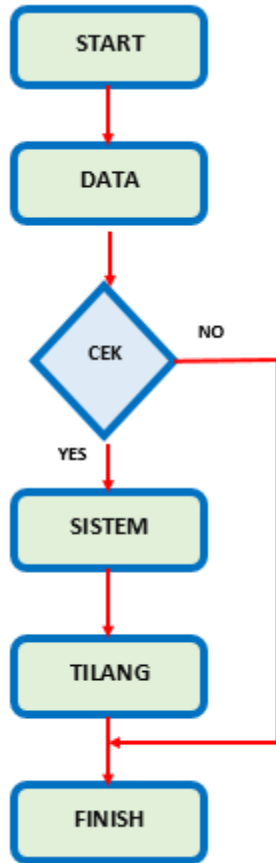 START
DATA
CEK
NO
YES
SISTEM
TILANG
FINISH